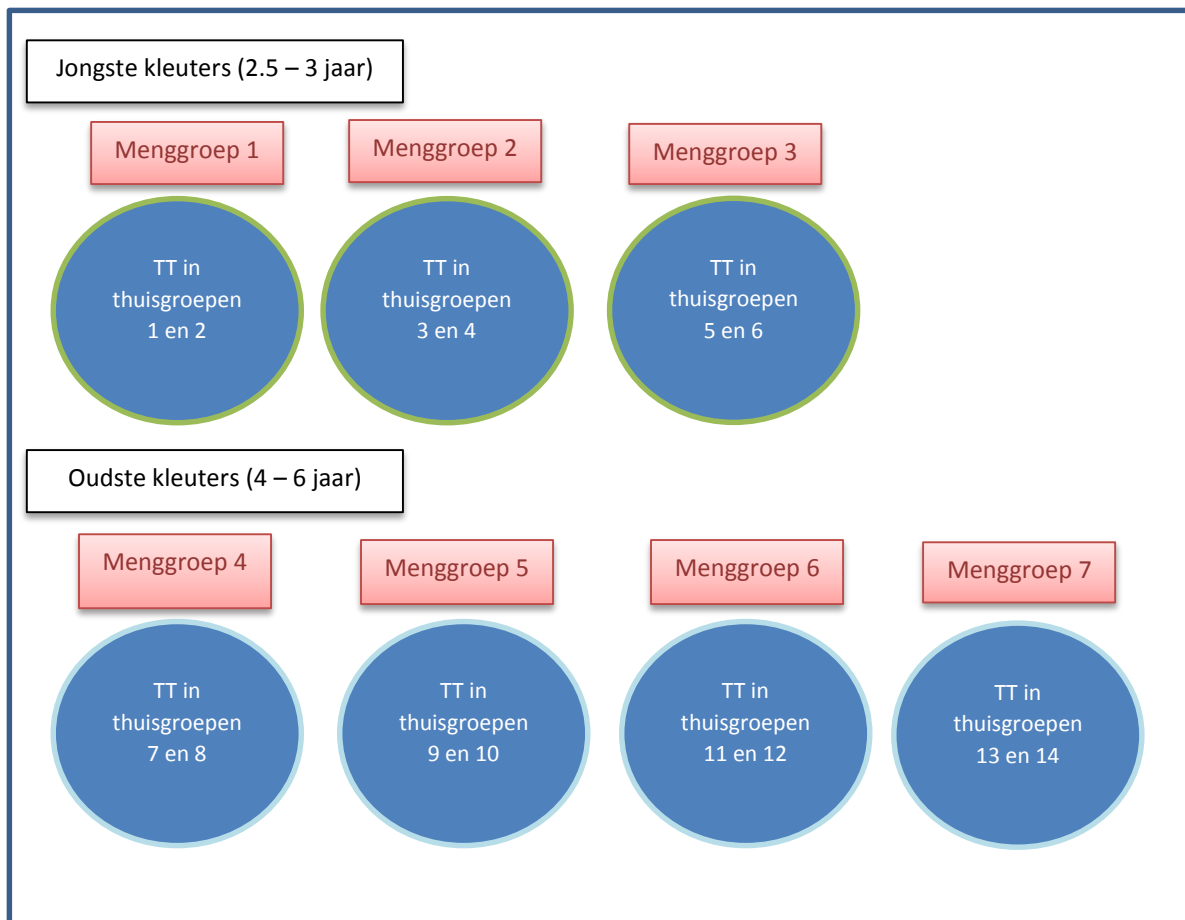 Jongste kleuters (2.5 – 3 jaar)
Menggroep 1
Menggroep 2
Menggroep 3
TT in
thuisgroepen
1 en 2
TT in
thuisgroepen
3 en 4
TT in
thuisgroepen
5 en 6
Oudste kleuters (4 – 6 jaar)
Menggroep 4
Menggroep 5
Menggroep 6
Menggroep 7
TT in
thuisgroepen
7 en 8
TT in
thuisgroepen
9 en 10
TT in
thuisgroepen
11 en 12
TT in
thuisgroepen
13 en 14